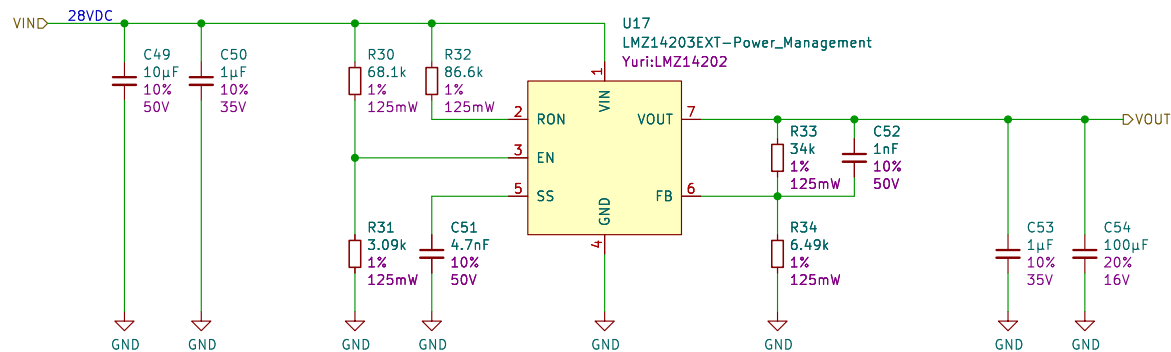 VIN
28VDC
C49
10µF
10%
50V
C50
1µF
10%
35V
R30
68.1k
1%
125mW
R32
86.6k
1%
125mW
U17
LMZ14203EXT-Power_Management
Yuri:LMZ14202
1
VIN
2
RON
3
EN
5
SS
VOUT
7
FB
6
GND
4
R33
34k
1%
125mW
C52
1nF
10%
50V
VOUT
R31
3.09k
1%
125mW
C51
4.7nF
10%
50V
R34
6.49k
1%
125mW
C53
1µF
10%
35V
C54
100µF
20%
16V
GND
GND
GND
GND
GND
GND
GND
GND